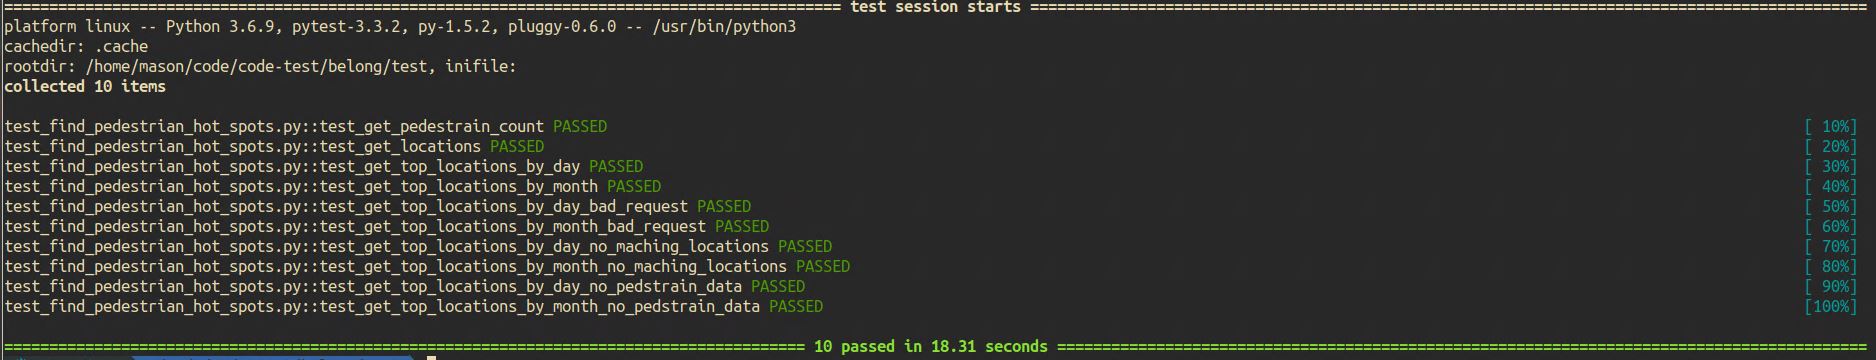 ============================================================================================= test session starts =============================================================================================
platform linux -- Python 3.6.9, pytest-3.3.2, py-1.5.2, pluggy-0.6.0 -- /usr/bin/python3
cachedir: .cache
rootdir: /home/mason/code/code-test/belong/test, inifile:
collected 10 items
test_find_pedestrian_hot_spots.py::test_get_pedestrain_count PASSED [ 10%]
test_find_pedestrian_hot_spots.py::test_get_locations PASSED [ 20%]
test_find_pedestrian_hot_spots.py::test_get_top_locations_by_day PASSED [ 30%]
test_find_pedestrian_hot_spots.py::test_get_top_locations_by_month PASSED [ 40%]
test_find_pedestrian_hot_spots.py::test_get_top_locations_by_day_bad_request PASSED [ 50%]
test_find_pedestrian_hot_spots.py::test_get_top_locations_by_month_bad_request PASSED [ 60%]
test_find_pedestrian_hot_spots.py::test_get_top_locations_by_day_no_maching_locations PASSED [ 70%]
test_find_pedestrian_hot_spots.py::test_get_top_locations_by_month_no_maching_locations PASSED [ 80%]
test_find_pedestrian_hot_spots.py::test_get_top_locations_by_day_no_pedstrain_data PASSED [ 90%]
test_find_pedestrian_hot_spots.py::test_get_top_locations_by_month_no_pedstrain_data PASSED [100%]
========================================================================================= 10 passed in 18.31 seconds ==========================================================================================